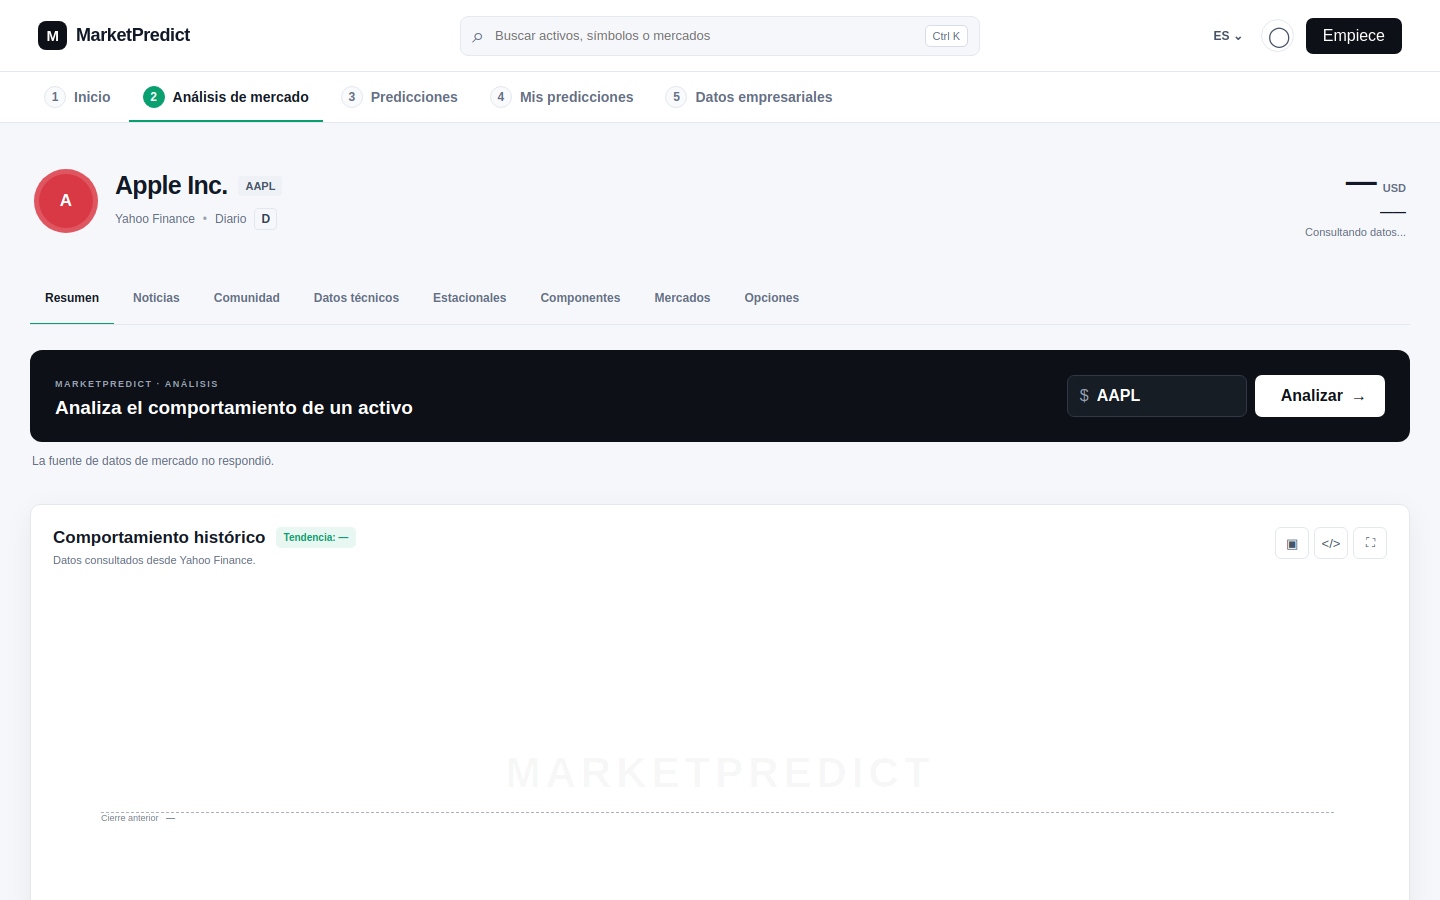 M MarketPredict
Buscar activos, símbolos o mercados
Ctrl K
ES
Empiece
1 Inicio
2 Análisis de mercado
3 Predicciones
4 Mis predicciones
5 Datos empresariales
A
Apple Inc. AAPL
Yahoo Finance • Diario D
— USD
——
Consultando datos...
Resumen
Noticias
Comunidad
Datos técnicos
Estacionales
Componentes
Mercados
Opciones
MARKETPREDICT · ANÁLISIS
Analiza el comportamiento de un activo
$ AAPL
Analizar →
La fuente de datos de mercado no respondió.
Comportamiento histórico Tendencia: —
Datos consultados desde Yahoo Finance.
</>
MARKETPREDICT
Cierre anterior —